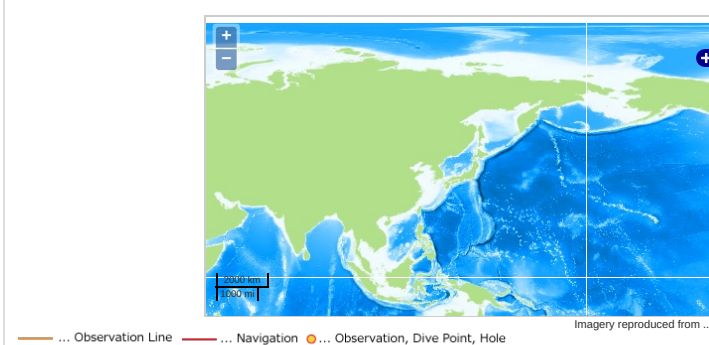 +
−
+
2000 km
1000 mi
Imagery reproduced from ..
... Observation Line ... Navigation ... Observation, Dive Point, Hole